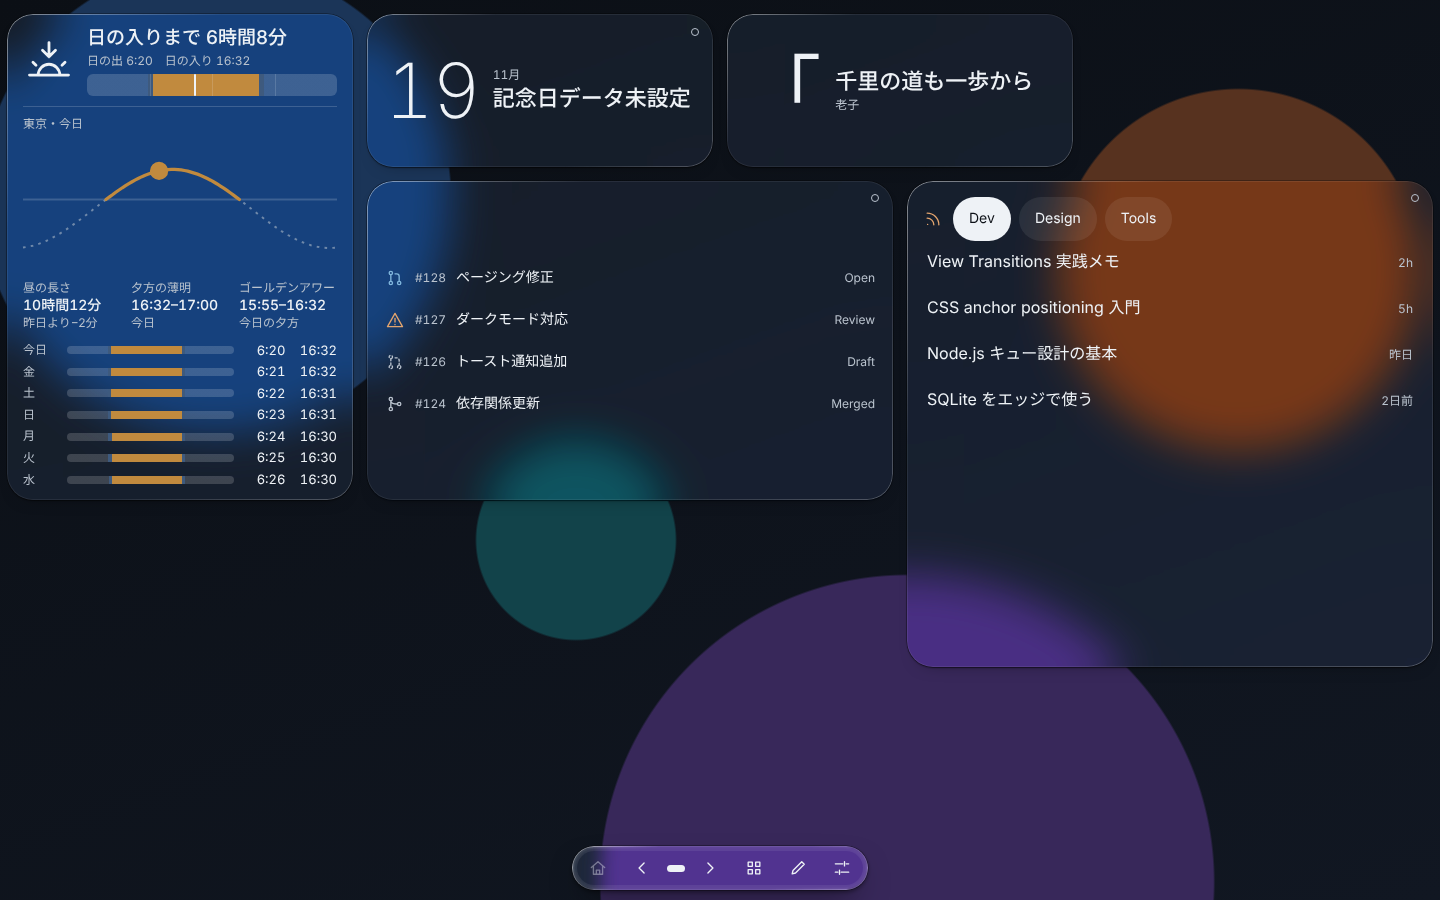 日の入りまで 6時間8分
日の出 6:20 日の入り 16:32
東京・今日
昼の長さ 夕方の薄明 ゴールデンアワー
10時間12分 16:32–17:00 15:55–16:32
昨日より−2分 今日 今日の夕方
今日 6:20 16:32
金 6:21 16:32
土 6:22 16:31
日 6:23 16:31
月 6:24 16:30
火 6:25 16:30
水 6:26 16:30
19
11月
記念日データ未設定
「
千里の道も一歩から
老子
#128 ページング修正 Open
#127 ダークモード対応 Review
#126 トースト通知追加 Draft
#124 依存関係更新 Merged
Dev Design Tools
View Transitions 実践メモ 2h
CSS anchor positioning 入門 5h
Node.js キュー設計の基本 昨日
SQLite をエッジで使う 2日前